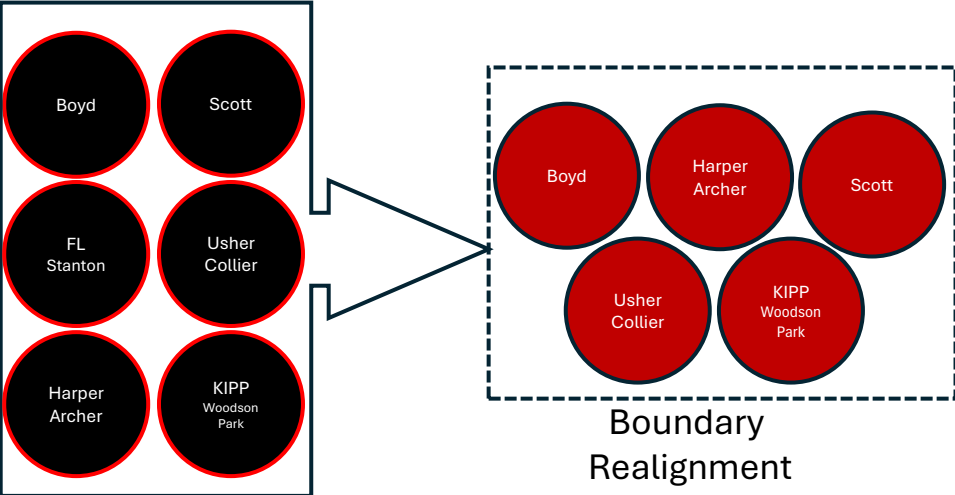 Boyd
Scott
FL
Stanton
Usher
Collier
Harper
Archer
KIPP
Woodson
Park
Boyd
Harper
Archer
Scott
Usher
Collier
KIPP
Woodson
Park
Boundary
Realignment